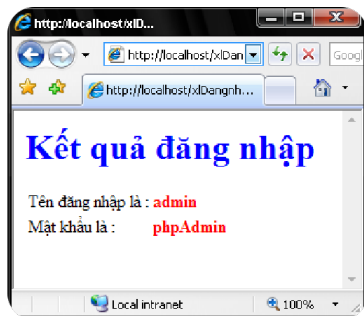 http://localhost/xlD...
http://localhost/xlDan
Googl
http://localhost/xlDangnh...
Kết quả đăng nhập
Tên đăng nhập là : admin
Mật khẩu là : phpAdmin
Local intranet
100%